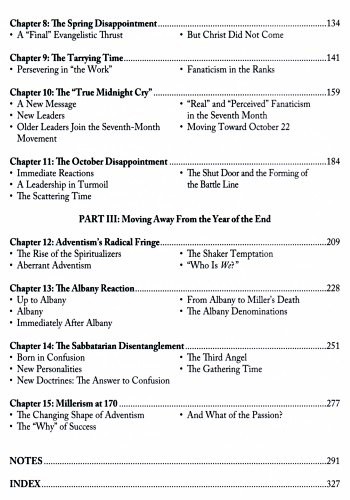 Chapter 8: The Spring Disappointment....................134
• A “Final” Evangelistic Thrust
• But Christ Did Not Come
Chapter 9: The Tarrying Time....................141
• Persevering in “the Work”
• Fanaticism in the Ranks
Chapter 10: The “True Midnight Cry”....................159
• A New Message
• New Leaders
• Older Leaders Join the Seventh-Month
Movement
• “Real” and “Perceived” Fanaticism
in the Seventh Month
• Moving Toward October 22
Chapter 11: The October Disappointment....................184
• Immediate Reactions
• A Leadership in Turmoil
• The Scattering Time
• The Shut Door and the Forming of
the Battle Line
PART III: Moving Away From the Year of the End
Chapter 12: Adventism’s Radical Fringe....................209
• The Rise of the Spiritualizers
• Aberrant Adventism
• The Shaker Temptation
• “Who Is We?”
Chapter 13: The Albany Reaction....................228
• Up to Albany
• Albany
• Immediately After Albany
• From Albany to Miller’s Death
• The Albany Denominations
Chapter 14: The Sabbatarian Disentanglement....................251
• Born in Confusion
• New Personalities
• New Doctrines: The Answer to Confusion
• The Third Angel
• The Gathering Time
Chapter 15: Millerism at 170....................277
• The Changing Shape of Adventism
• The “Why” of Success
• And What of the Passion?
NOTES....................291
INDEX....................327